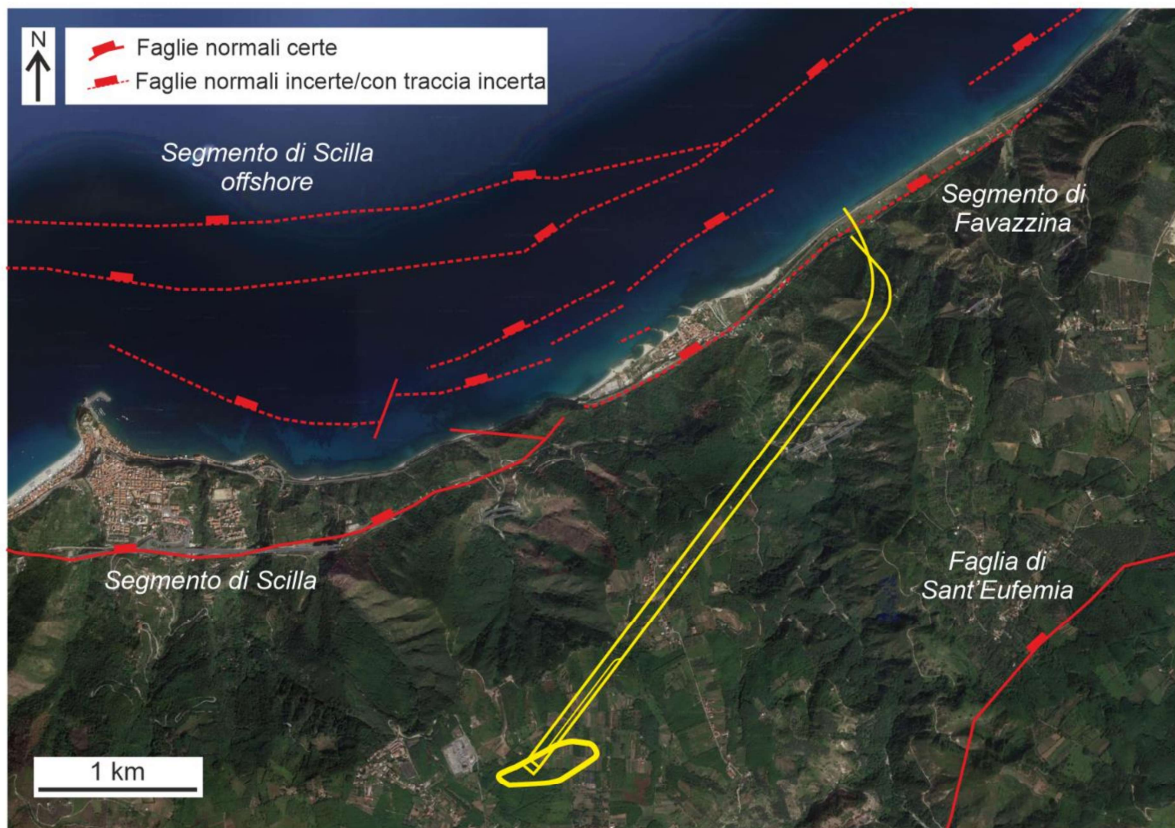 N
Faglie normali certe
Faglie normali incerte/con traccia incerta
Segmento di Scilla
offshore
Segmento di
Favazzina
Segmento di Scilla
Faglia di
Sant'Eufemia
1 km